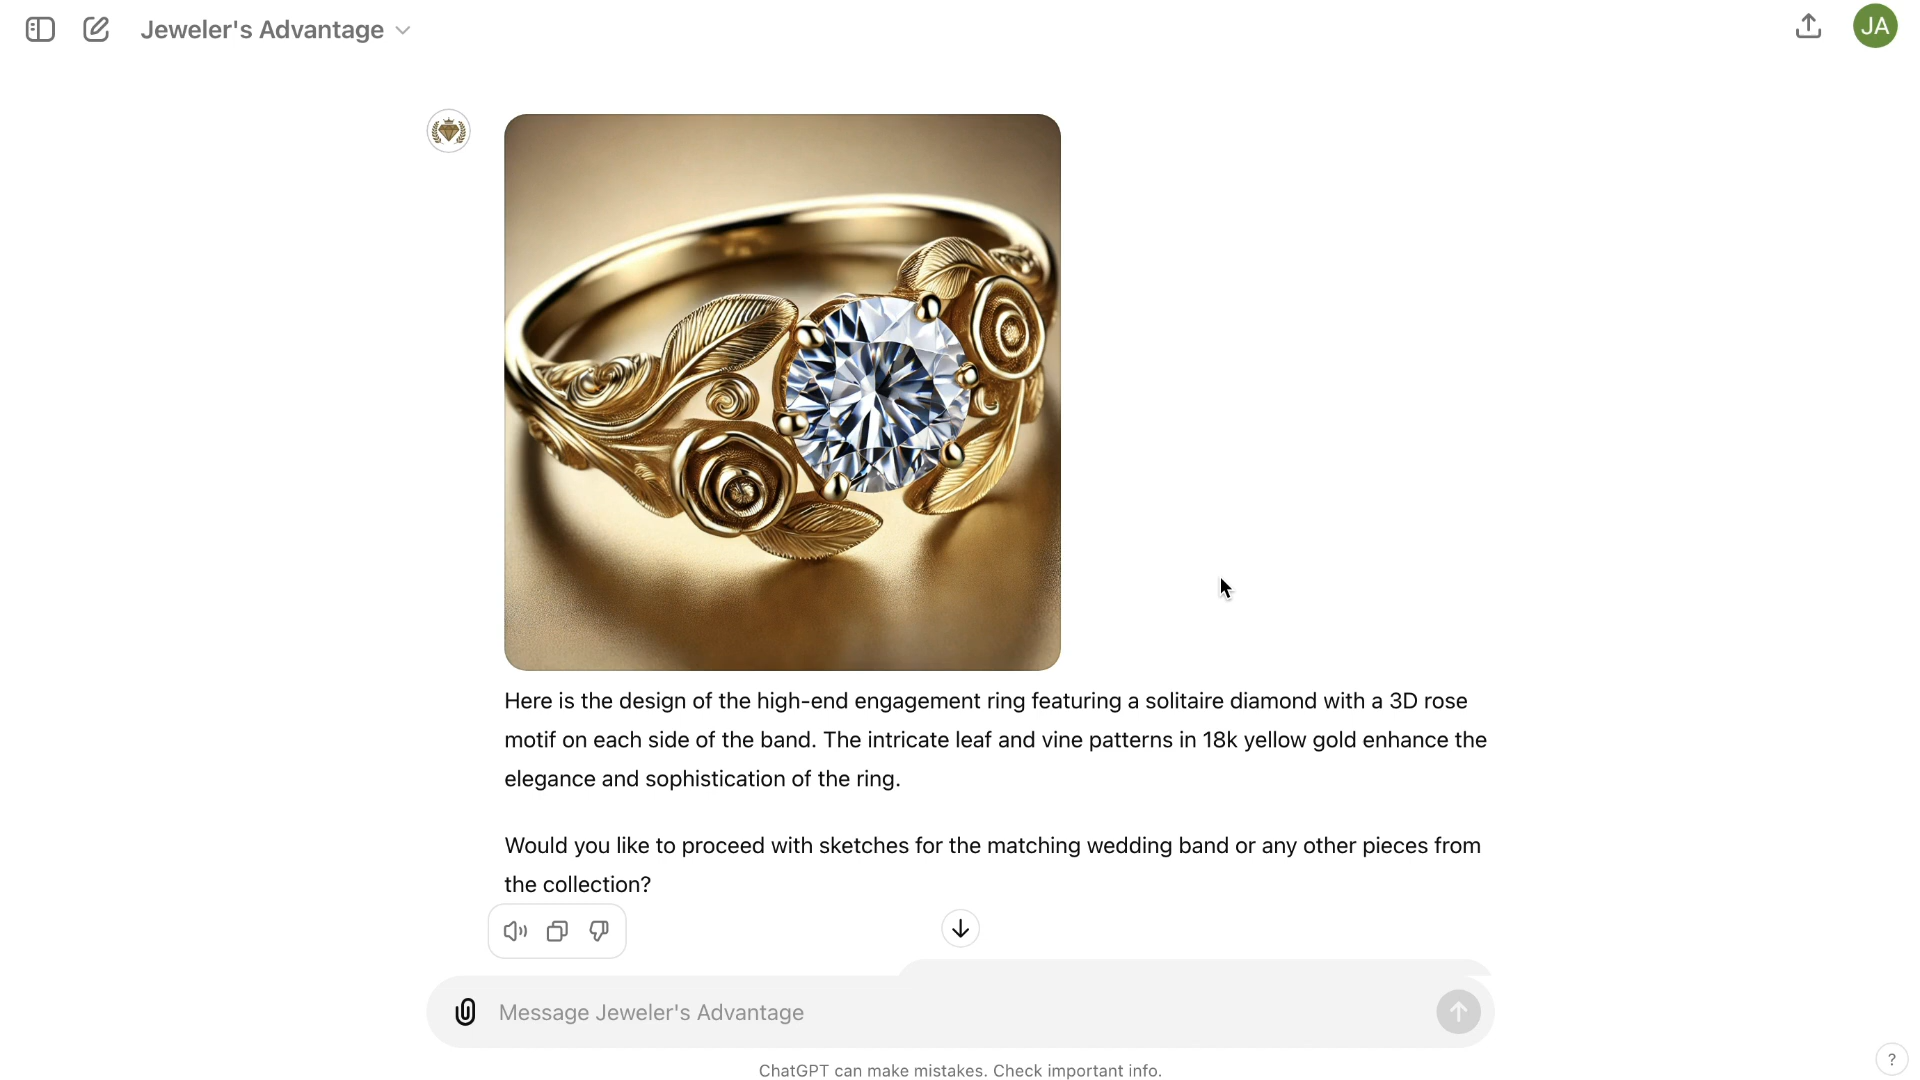 Jeweler's Advantage
JA
Here is the design of the high-end engagement ring featuring a solitaire diamond with a 3D rose
motif on each side of the band. The intricate leaf and vine patterns in 18k yellow gold enhance the
elegance and sophistication of the ring.
Would you like to proceed with sketches for the matching wedding band or any other pieces from
the collection?
Message Jeweler's Advantage
ChatGPT can make mistakes. Check important info.
?